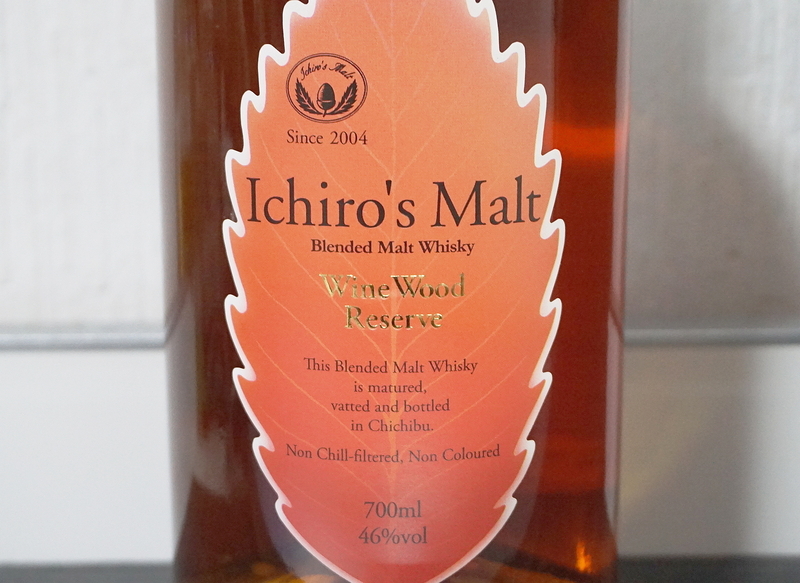 Ichiro's Malt
Since 2004
Ichiro's Malt
Blended Malt Whisky
Wine Wood
Reserve
This Blended Malt Whisky
is matured,
vatted and bottled
in Chichibu.
Non Chill-filtered, Non Coloured
700ml
46%vol